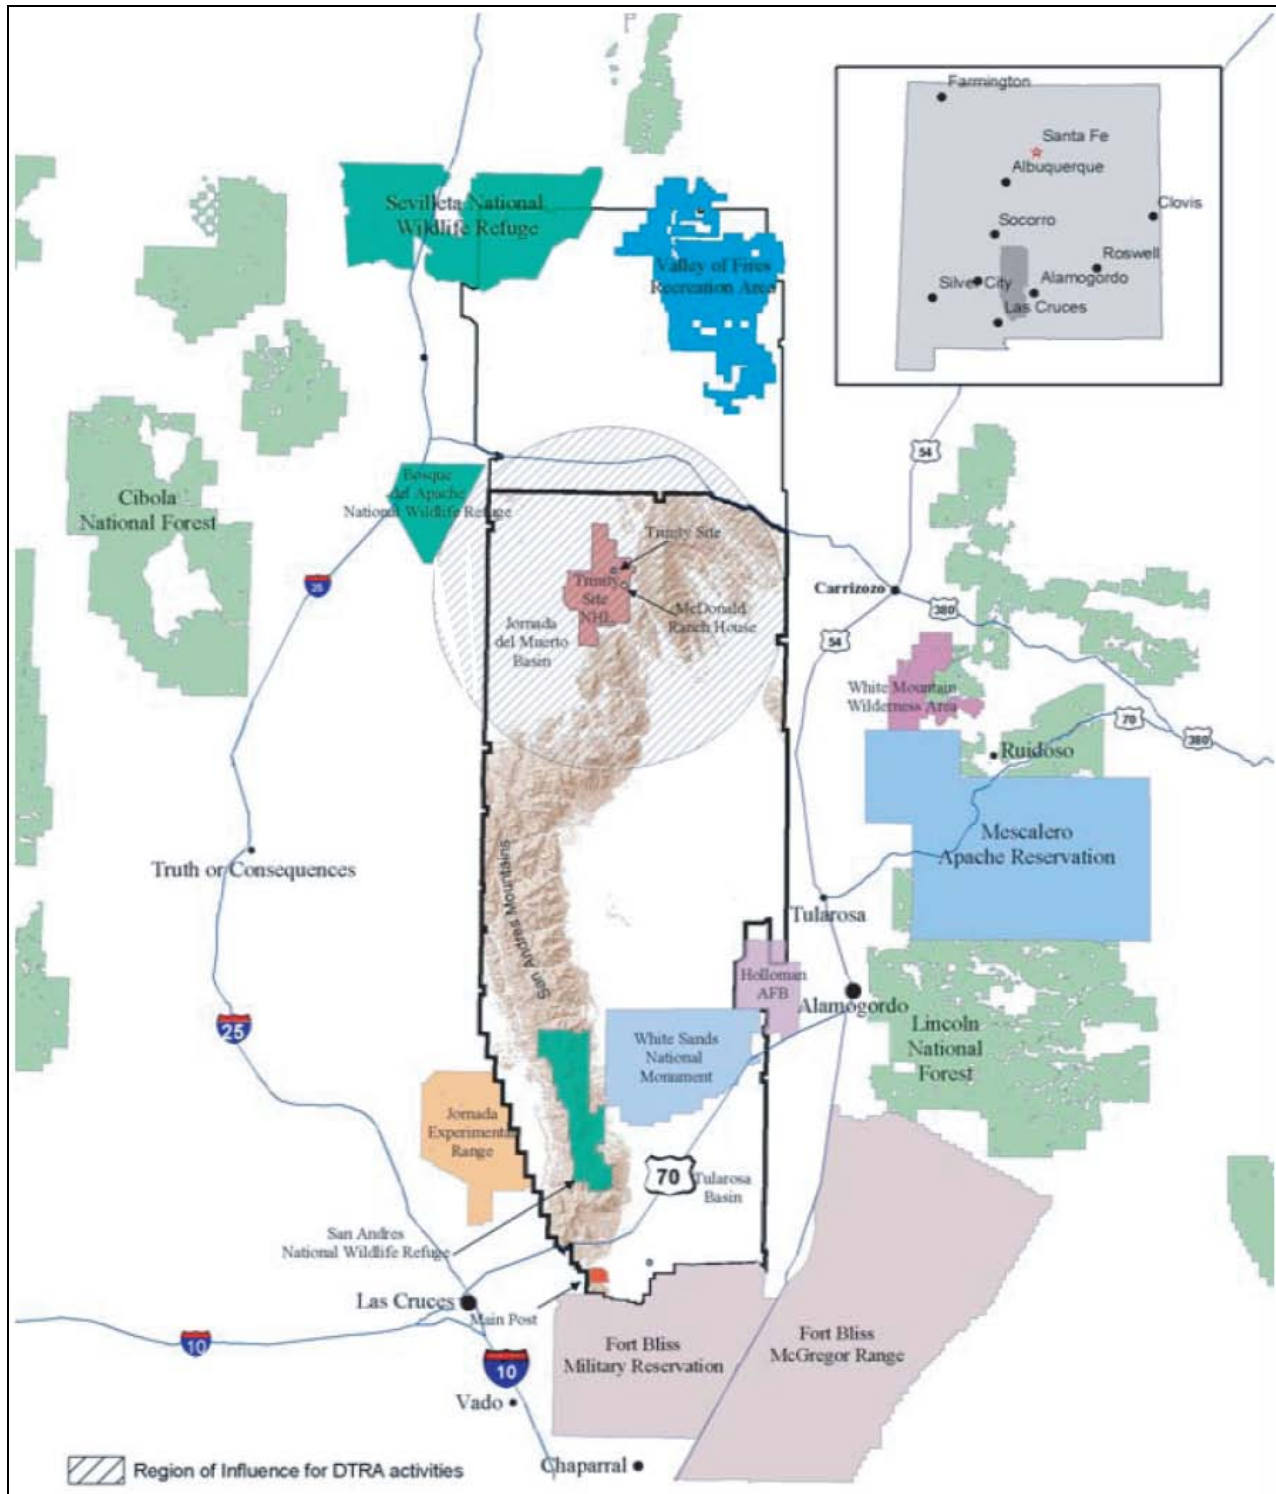 Farmington
Santa Fe
Albuquerque
Clovis
Socorro
Roswell
Silver City
Alamogordo
Las Cruces
Sevilleta National
Wildlife Refuge
Valley of Fires
Recreation Area
54
Bosque
del Apache
National Wildlife Refuge
Cibola
National Forest
Trinity Site
Trinity
Site
NHL
McDonald
Ranch House
Jornada
del Muerto
Basin
Carrizozo
380
54
White Mountain
Wilderness Area
70
380
Ruidoso
Mescalero
Apache Reservation
Truth or Consequences
San Andres Mountains
Tularosa
Holloman
AFB
Alamogordo
25
White Sands
National
Monument
Lincoln
National
Forest
Jornada
Experimental
Range
70
Tularosa
Basin
San Andres
National Wildlife Refuge
Las Cruces
Main Post
10
Fort Bliss
Military Reservation
Fort Bliss
McGregor Range
10
Vado
Chaparral
Region of Influence for DTRA activities